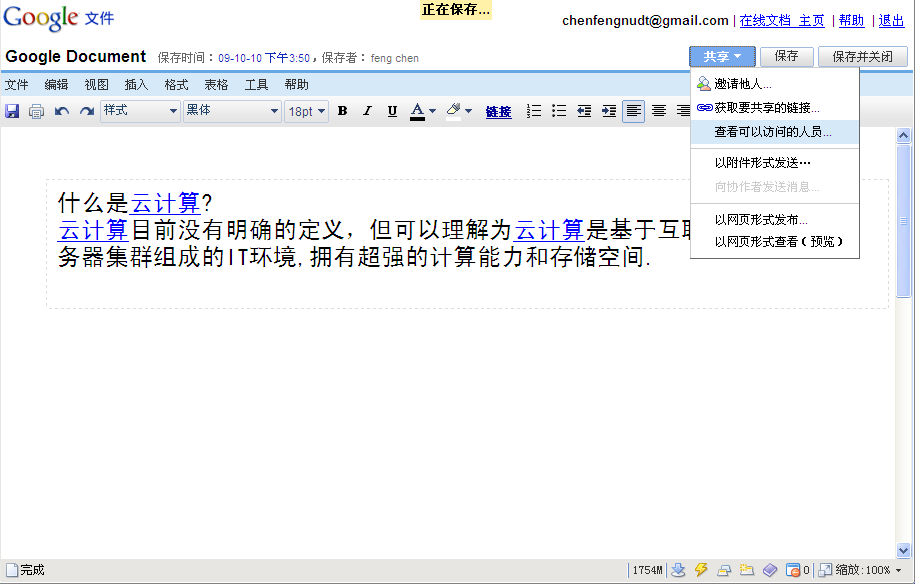 Google 文件
正在保存...
chenfengnudt@gmail.com | 在线文档 主页 | 帮助 | 退出
Google Document 保存时间：09-10-10 下午3:50，保存者：feng chen
共享 保存 保存并关闭
文件 编辑 视图 插入 格式 表格 工具 帮助
样式 黑体 18pt B I U A 链接
邀请他人...
获取要共享的链接...
查看可以访问的人员...
以附件形式发送...
向协作者发送消息...
以网页形式发布...
以网页形式查看(预览)
什么是云计算?
云计算目前没有明确的定义，但可以理解为云计算是基于互
务器集群组成的IT环境,拥有超强的计算能力和存储空间.
完成 1754M 0 缩放:100%